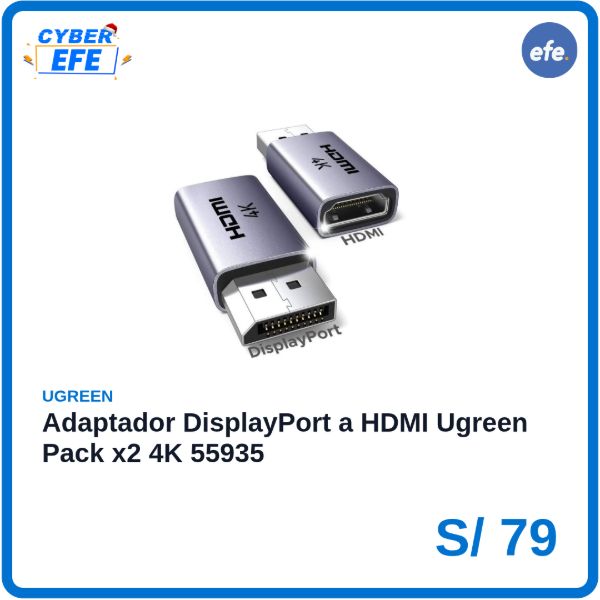 CYBER
EFE
efe.
HDMI
4K
HDMI
HDMI
4K
DisplayPort
UGREEN
Adaptador DisplayPort a HDMI Ugreen
Pack x2 4K 55935
S/ 79